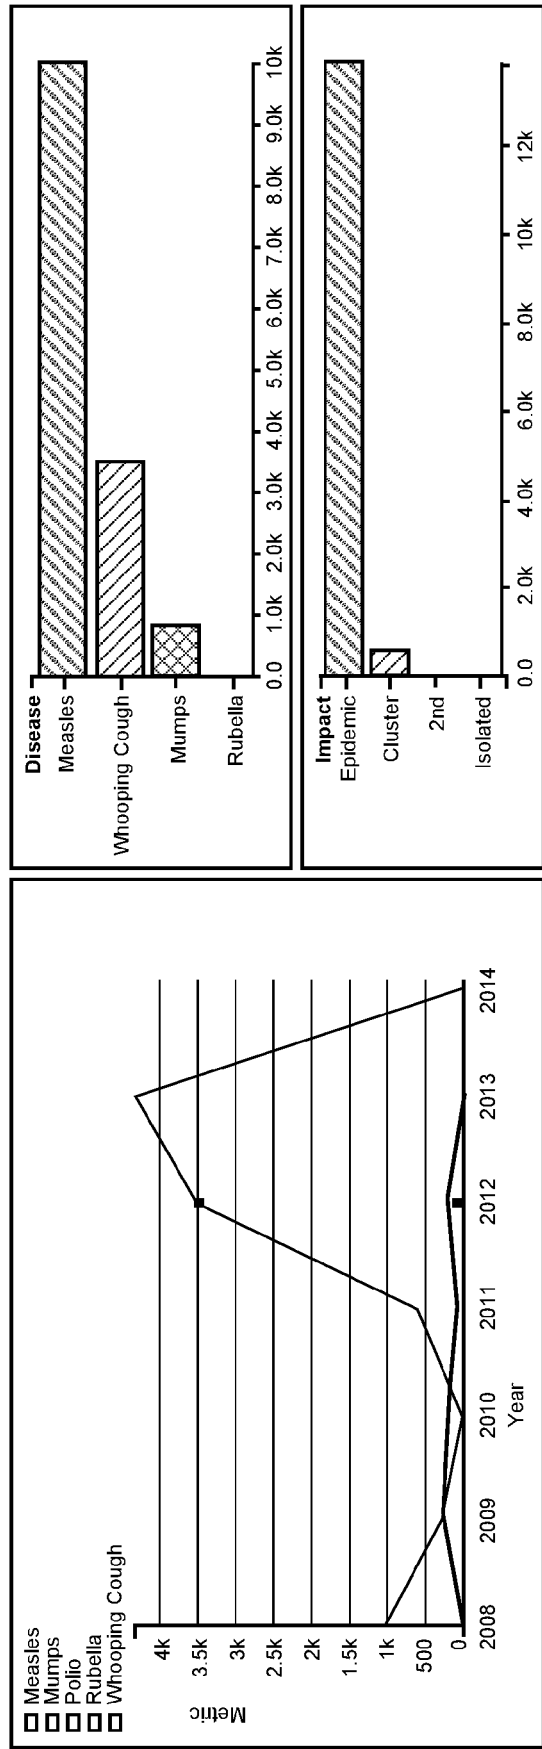 Measles
Mumps
Polio
Rubella
Whooping Cough
Metric
4k
3.5k
3k
2.5k
2k
1.5k
1k
500
0
2008 2009 2010 2011 2012 2013 2014
Year
Disease
Measles
Whooping Cough
Mumps
Rubella
0.0 1.0k 2.0k 3.0k 4.0k 5.0k 6.0k 7.0k 8.0k 9.0k 10k
Impact
Epidemic
Cluster
2nd
Isolated
0.0 2.0k 4.0k 6.0k 8.0k 10k 12k